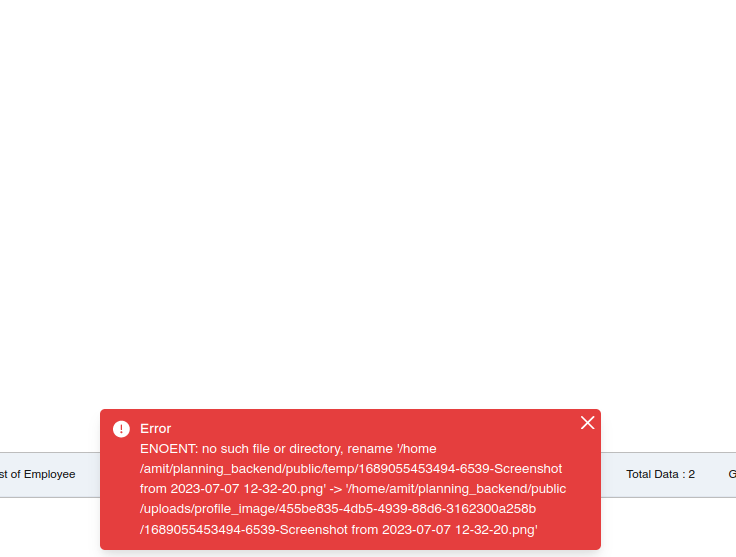 Error
ENOENT: no such file or directory, rename '/home
/amit/planning_backend/public/temp/1689055453494-6539-Screenshot
from 2023-07-07 12-32-20.png' -> '/home/amit/planning_backend/public
/uploads/profile_image/455be835-4db5-4939-88d6-3162300a258b
/1689055453494-6539-Screenshot from 2023-07-07 12-32-20.png'
st of Employee
Total Data : 2
G